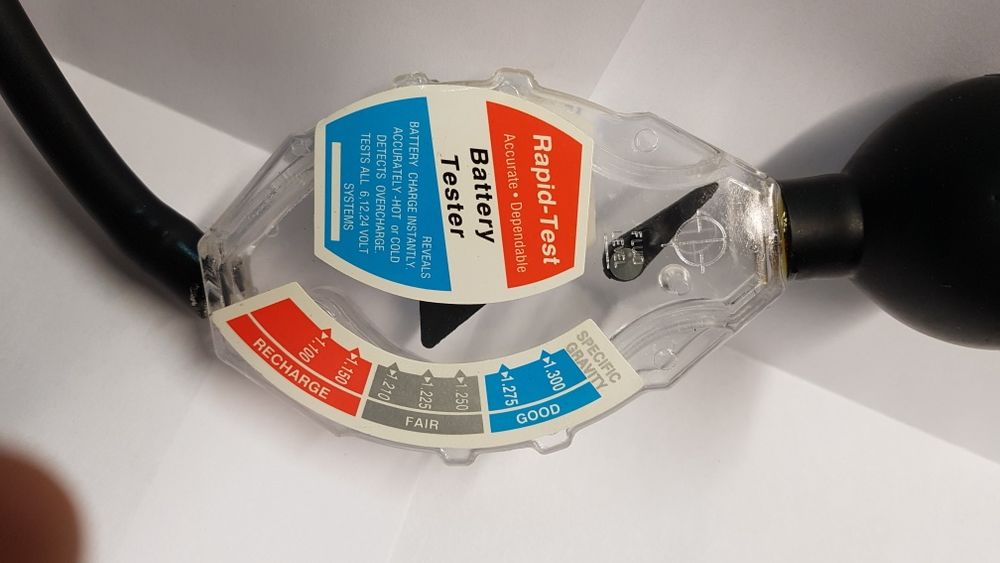 Rapid-Test
Accurate • Dependable
Battery
Tester
REVEALS
BATTERY CHARGE INSTANTLY.
ACCURATELY-HOT or COLD
DETECTS OVERCHARGE.
TESTS ALL 6,12,24 VOLT
SYSTEMS
FLUID
LEVEL
SPECIFIC
GRAVITY
1.300
1.275
GOOD
1.250
1.225
1.210
FAIR
1.150
1.100
RECHARGE